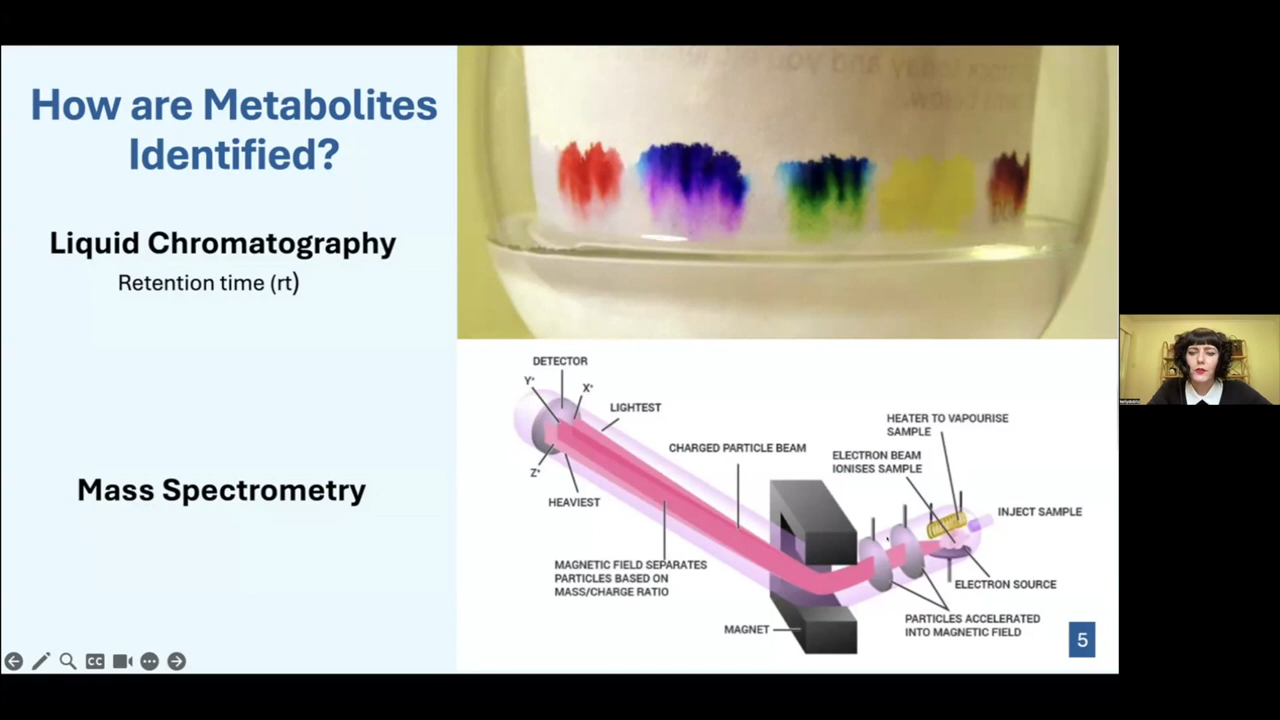 How are Metabolites
Identified?
Liquid Chromatography
Retention time (rt)
Mass Spectrometry
DETECTOR
Y+
X+
LIGHTEST
Z+
HEAVIEST
CHARGED PARTICLE BEAM
HEATER TO VAPOURISE
SAMPLE
ELECTRON BEAM
IONISES SAMPLE
INJECT SAMPLE
MAGNETIC FIELD SEPARATES
PARTICLES BASED ON
MASS/CHARGE RATIO
ELECTRON SOURCE
PARTICLES ACCELERATED
INTO MAGNETIC FIELD
MAGNET
5
CC